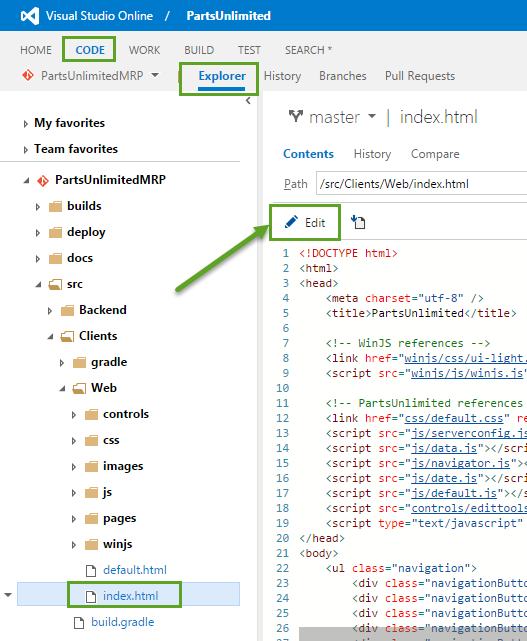 Visual Studio Online / PartsUnlimited
HOME CODE WORK BUILD TEST SEARCH *
PartsUnlimitedMRP Explorer History Branches Pull Requests
My favorites
Team favorites
PartsUnlimitedMRP
builds
deploy
docs
src
Backend
Clients
gradle
Web
controls
css
images
js
pages
winjs
default.html
index.html
build.gradle
master | index.html
Contents History Compare
Path /src/Clients/Web/index.html
Edit
1 <!DOCTYPE html>
2 <html>
3 <head>
4 <meta charset="utf-8" />
5 <title>PartsUnlimited</title>
6
7 <!-- WinJS references -->
8 <link href="winjs/css/ui-light.
9 <script src="winjs/js/winjs.js"
10
11 <!-- PartsUnlimited references
12 <link href="css/default.css" re
13 <script src="js/serverconfig.js
14 <script src="js/data.js"></scrip
15 <script src="js/navigator.js"><
16 <script src="js/date.js"></scrip
17 <script src="js/default.js"></s
18 <script src="controls/edittools
19 <script type="text/javascript"
20 </head>
21 <body>
22 <ul class="navigation">
23 <div class="navigationButto
24 <div class="navigationButto
25 <div class="navigationButto
26 <div class="navigationButto